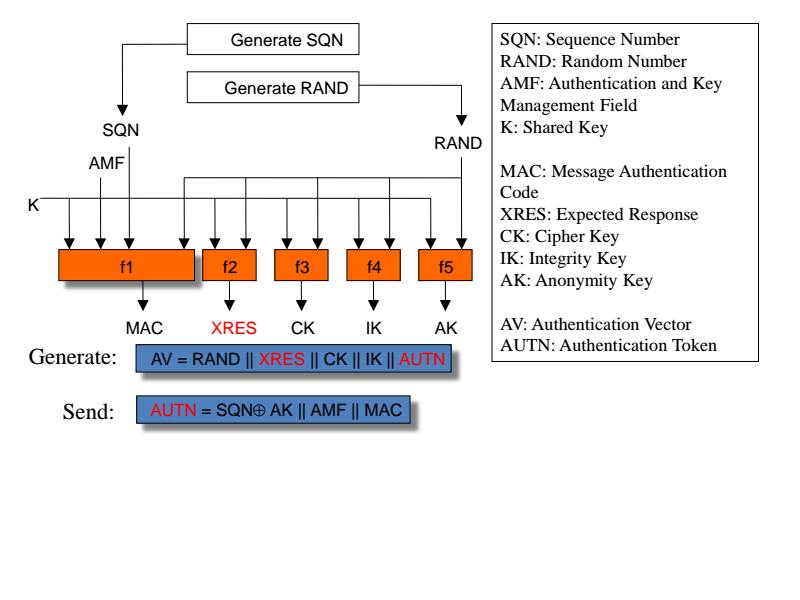 Generate SQN
Generate RAND
SQN
RAND
AMF
K
f1
f2
f3
f4
f5
MAC
XRES
CK
IK
AK
Generate:
AV = RAND || XRES || CK || IK || AUTN
Send:
AUTN = SQN⊕ AK || AMF || MAC
SQN: Sequence Number
RAND: Random Number
AMF: Authentication and Key
Management Field
K: Shared Key
MAC: Message Authentication
Code
XRES: Expected Response
CK: Cipher Key
IK: Integrity Key
AK: Anonymity Key
AV: Authentication Vector
AUTN: Authentication Token